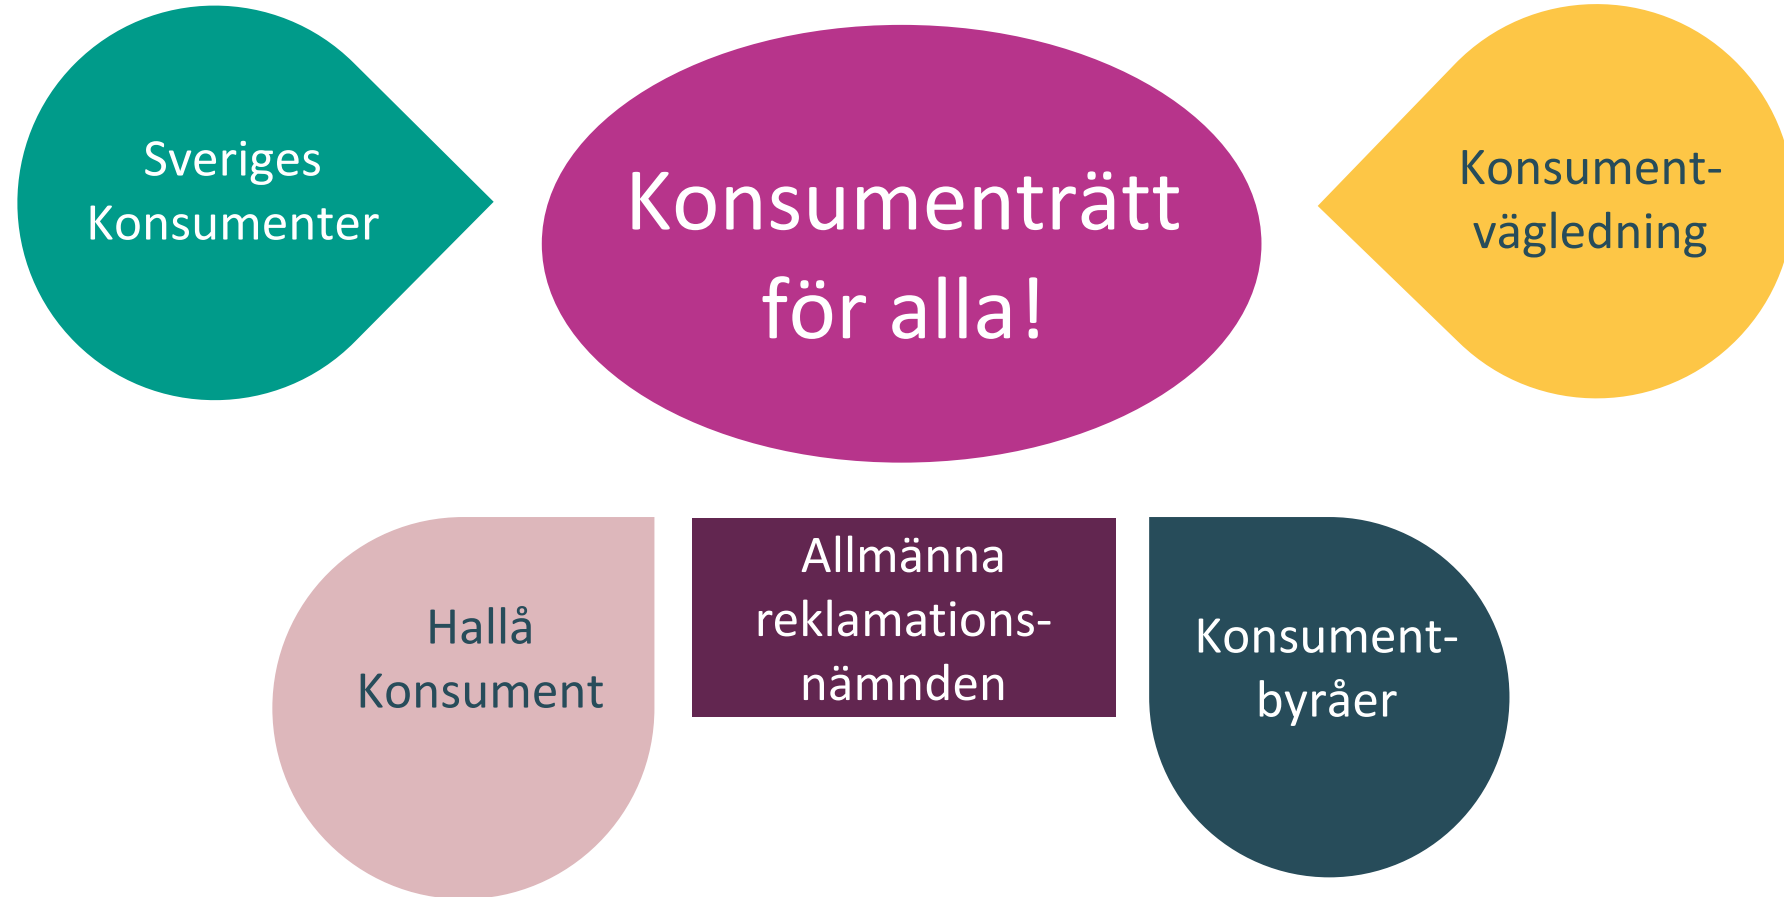 Sveriges
Konsumenter
Konsumenträtt
för alla!
Konsument-
vägledning
Hallå
Konsument
Allmänna
reklamations-
nämnden
Konsument-
byråer